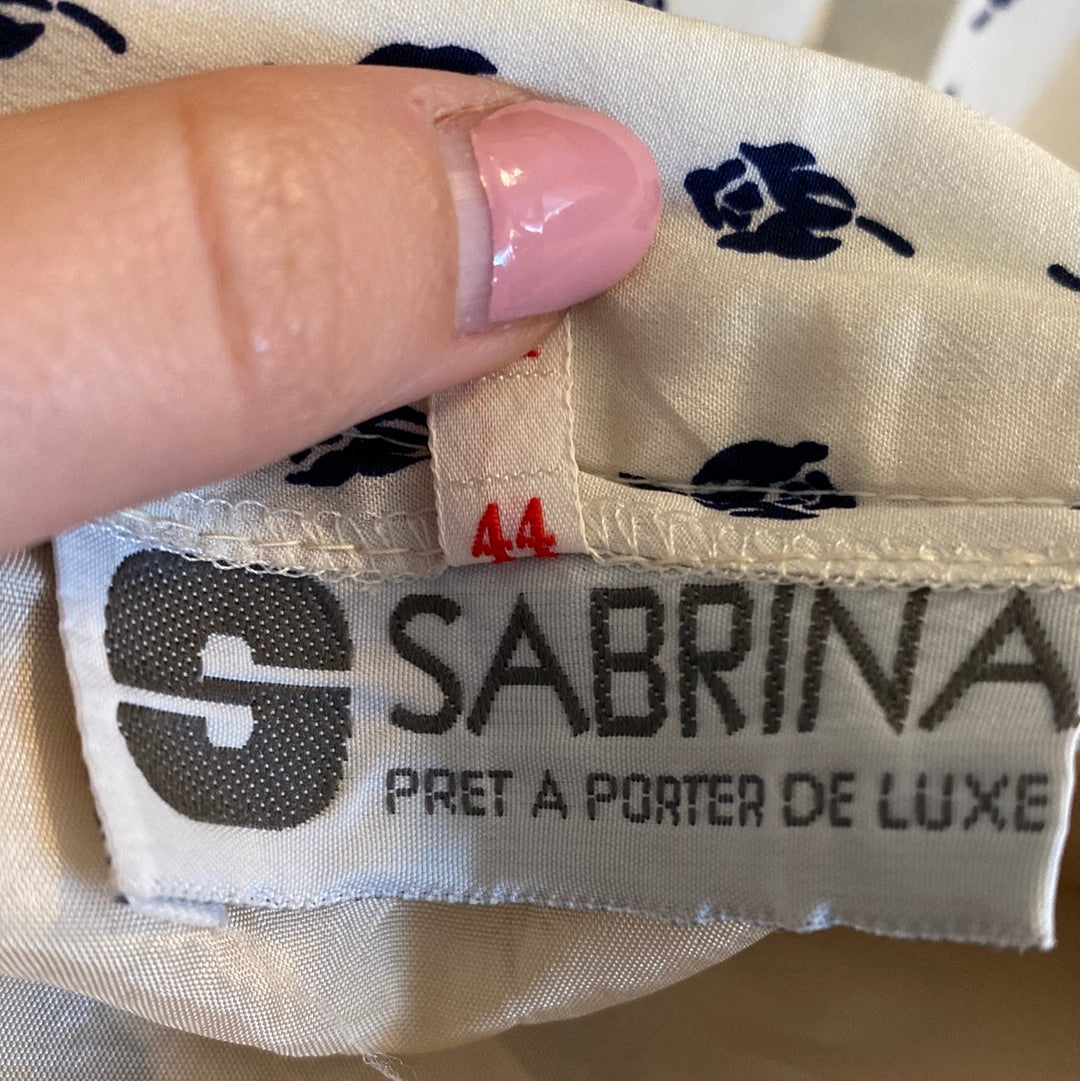 44
SABRINA
PRET A PORTER DE LUXE